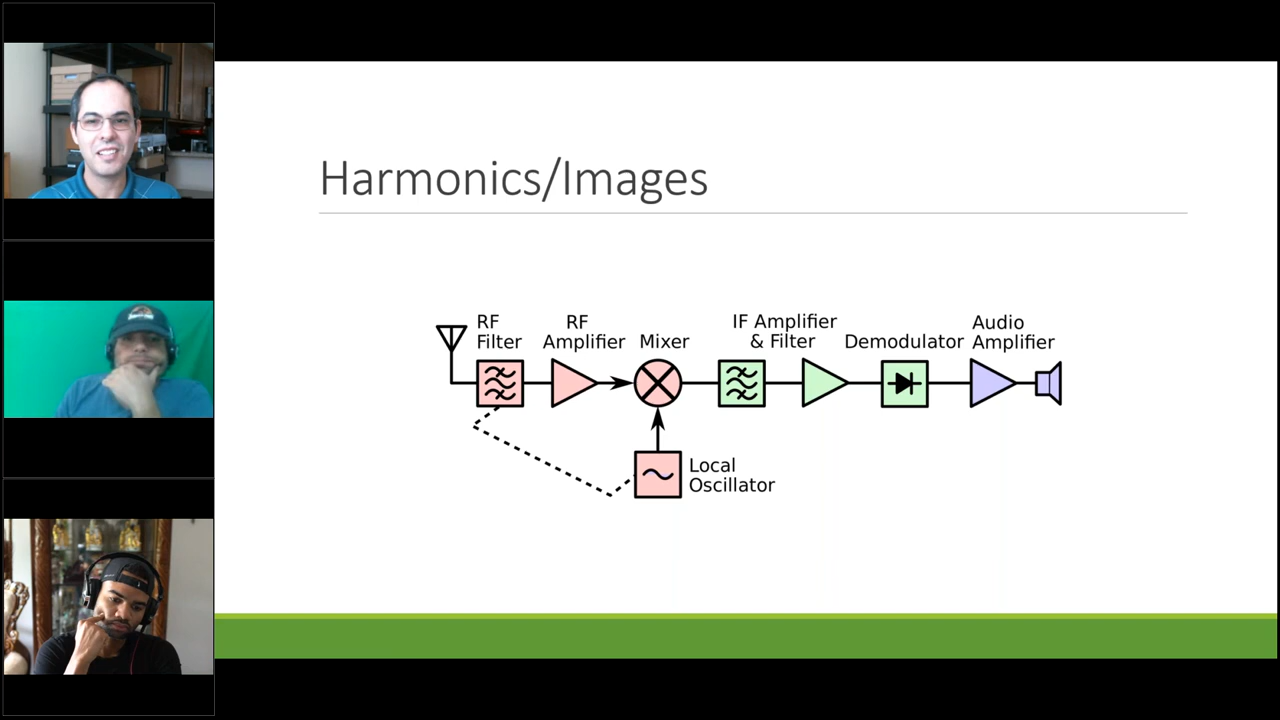 Harmonics/Images
RF
Filter
RF
Amplifier
Mixer
IF Amplifier
& Filter
Demodulator
Audio
Amplifier
Local
Oscillator